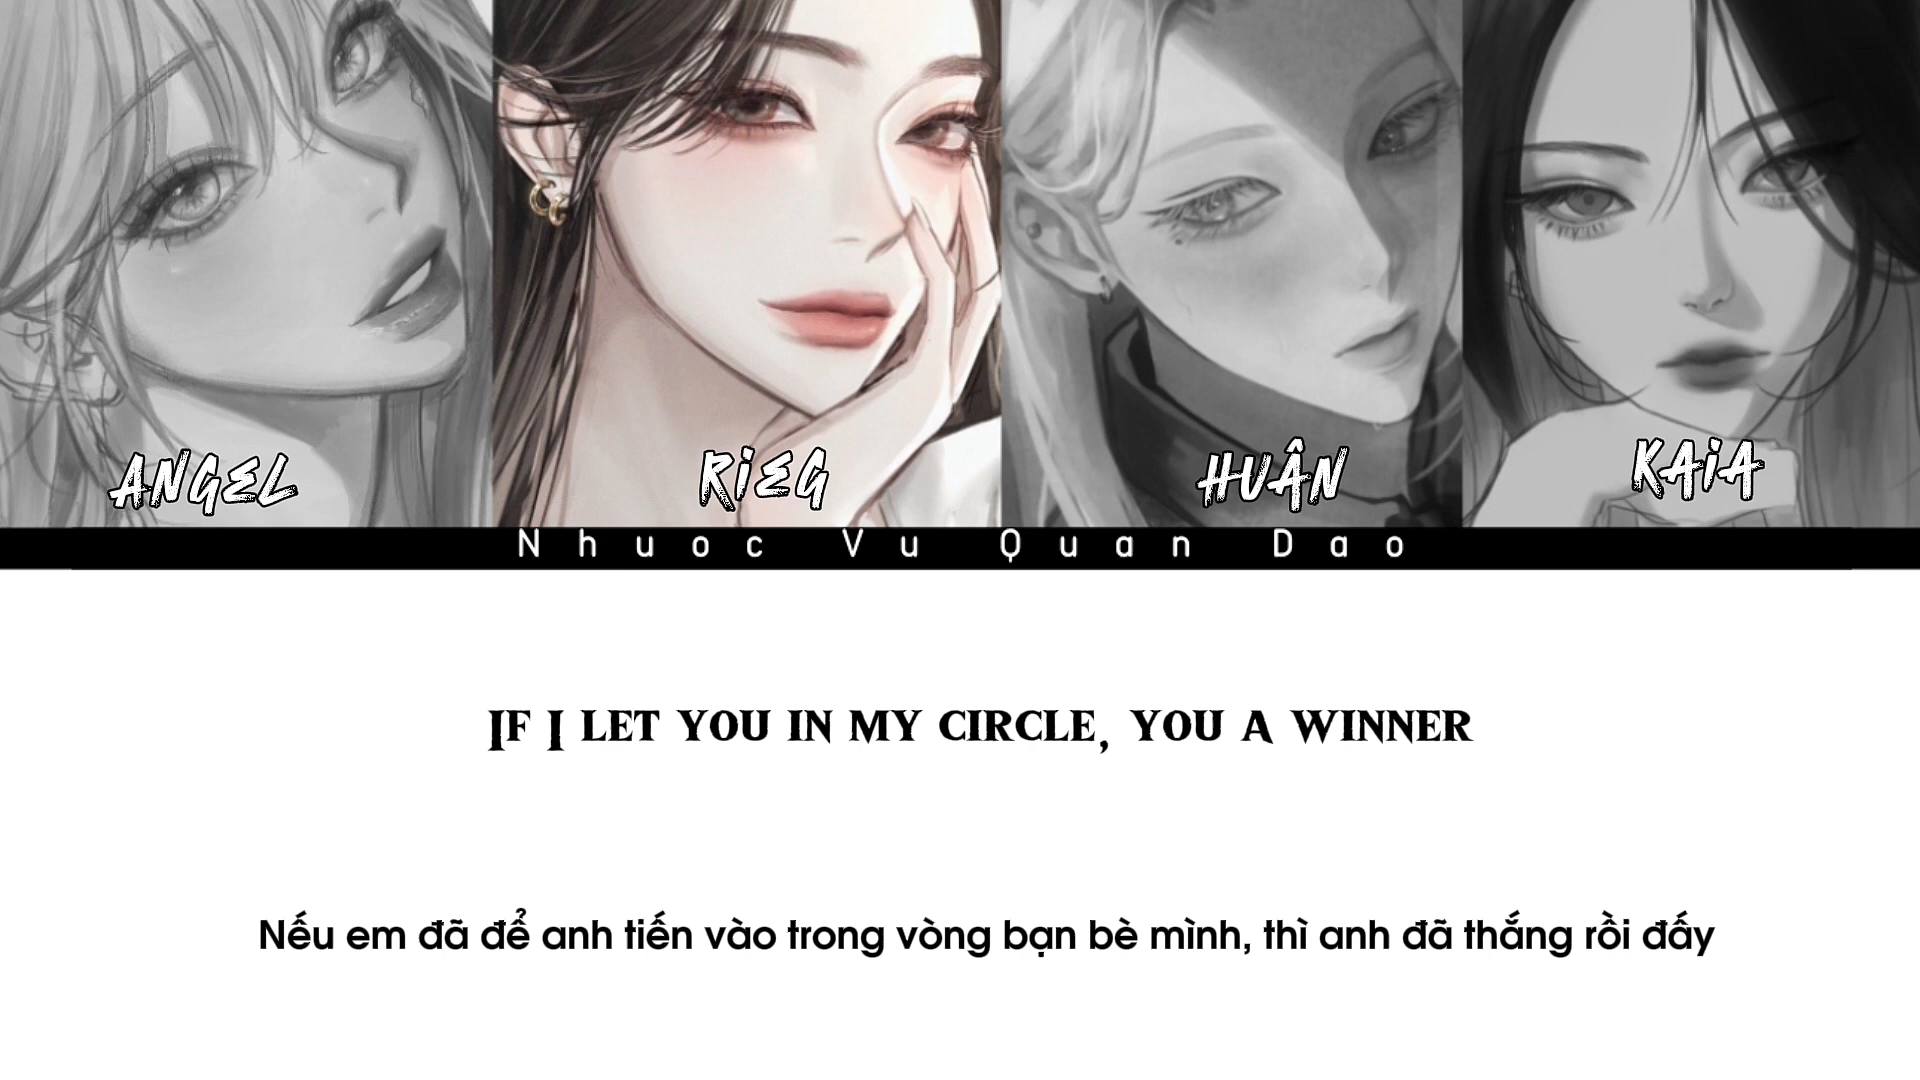 ANGEL RiEG HUÂN KAiA
Nhuoc Vu Quan Dao
If I let you in my circle, you a winner
Nếu em đã để anh tiến vào trong vòng bạn bè mình, thì anh đã thắng rồi đấy